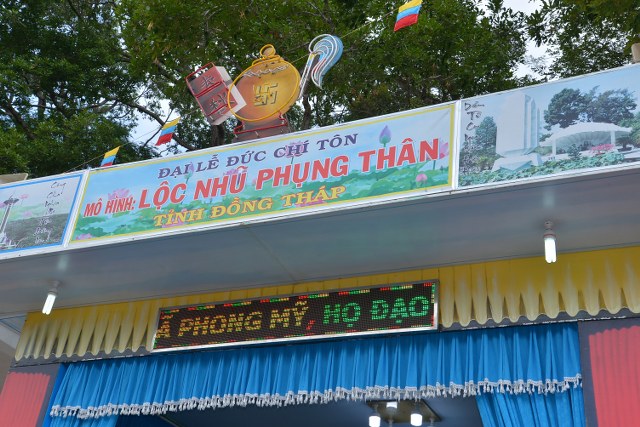 ĐẠI LỄ ĐỨC CHÍ TÔN
MÔ HÌNH: LỘC NHŨ PHỤNG THÂN
TỈNH ĐỒNG THÁP
PHONG MỸ, HỌ ĐẠO